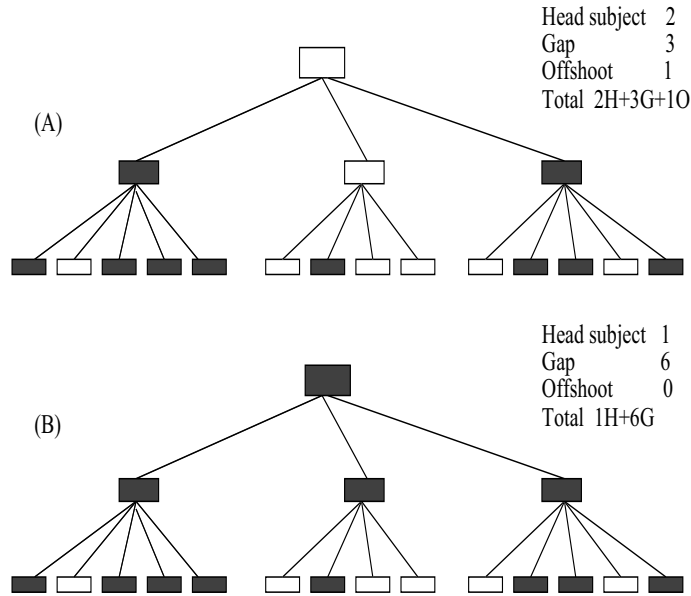 Head subject 2
Gap 3
Offshoot 1
Total 2H+3G+1O
(A)
Head subject 1
Gap 6
Offshoot 0
Total 1H+6G
(B)